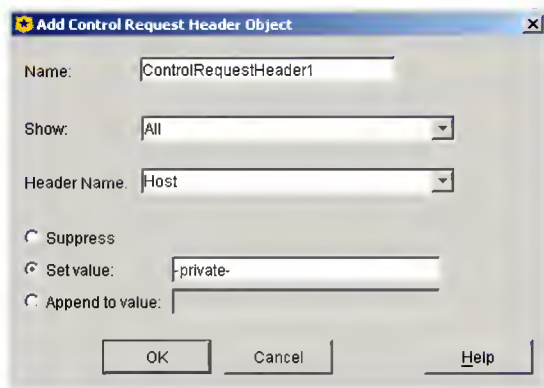 Add Control Request Header Object
Name: ControlRequestHeader1
Show: All
Header Name. Host
Suppress
Set value: -private-
Append to value:
OK Cancel Help